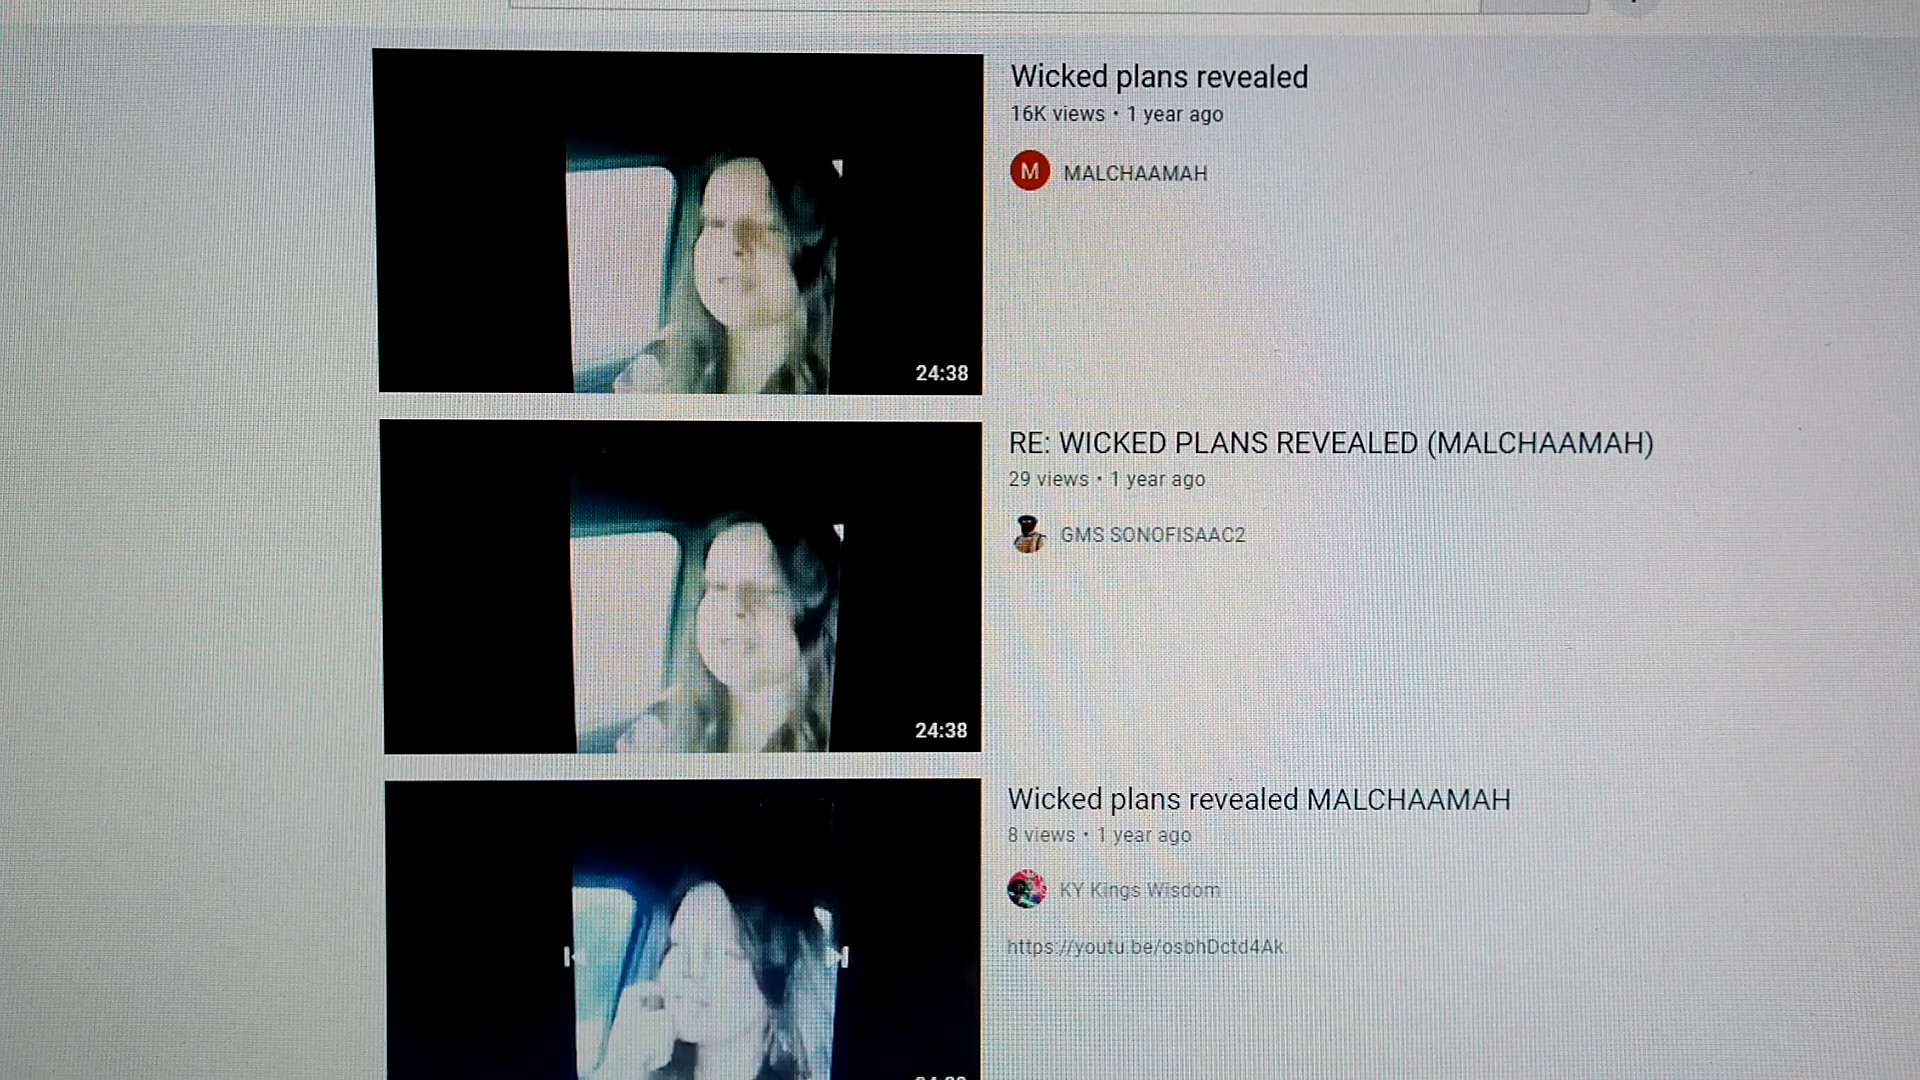 Wicked plans revealed
16K views • 1 year ago
M MALCHAAMAH
24:38
RE: WICKED PLANS REVEALED (MALCHAAMAH)
29 views • 1 year ago
GMS SONOFISAAC2
24:38
Wicked plans revealed MALCHAAMAH
8 views • 1 year ago
KY Kings Wisdom
https://youtu.be/osbhDctd4Ak.